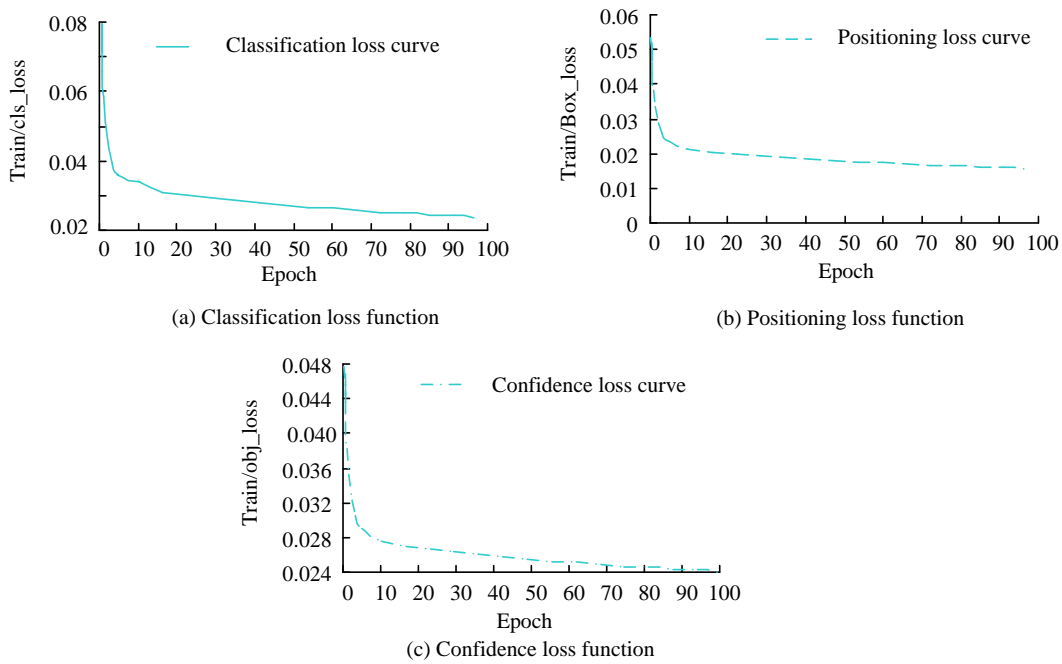 Train/cls_loss
0.08
0.06
0.04
0.02
Classification loss curve
0 10 20 30 40 50 60 70 80 90 100
Epoch
(a) Classification loss function
Train/Box_loss
0.06
0.05
0.04
0.03
0.02
0.01
0
Positioning loss curve
0 10 20 30 40 50 60 70 80 90 100
Epoch
(b) Positioning loss function
Train/obj_loss
0.048
0.044
0.040
0.036
0.032
0.028
0.024
Confidence loss curve
0 10 20 30 40 50 60 70 80 90 100
Epoch
(c) Confidence loss function